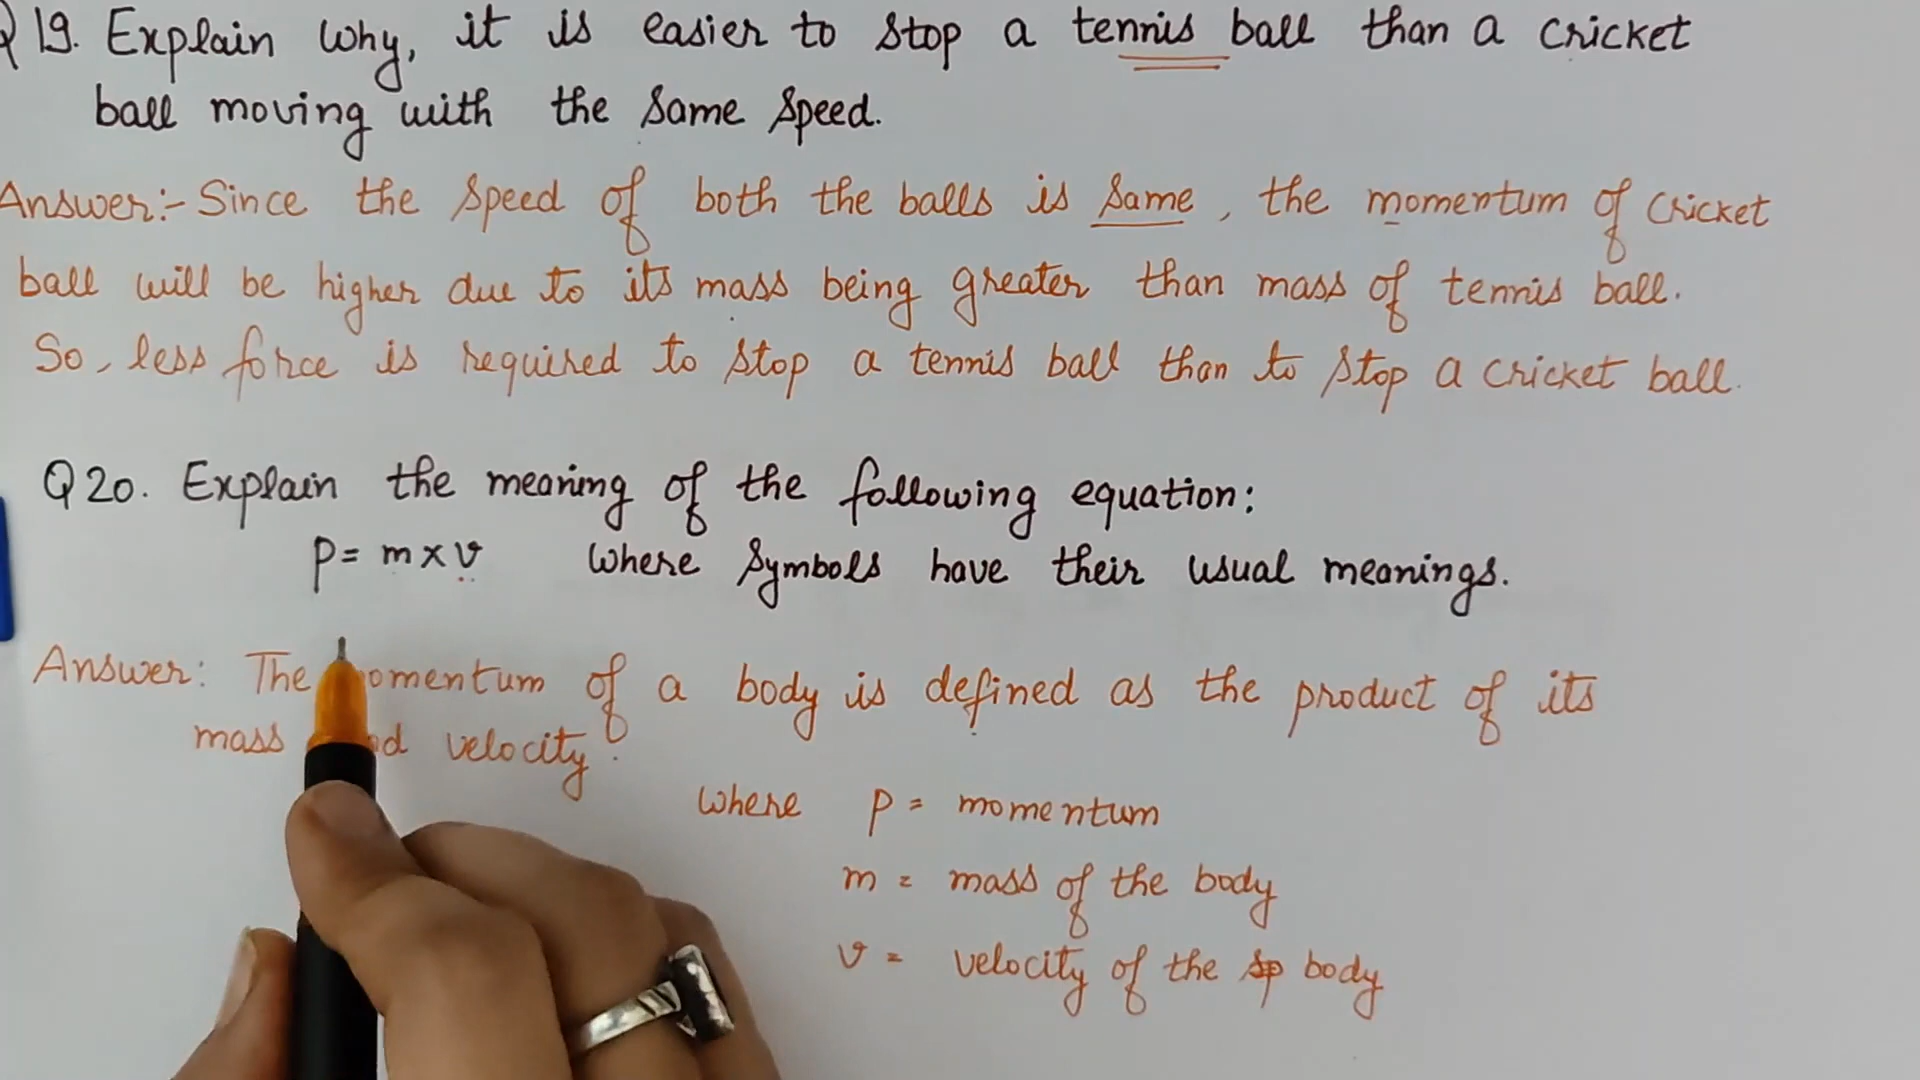 Q19. Explain why, it is easier to stop a tennis ball than a cricket
ball moving with the same speed.
Answer:- Since the speed of both the balls is same, the momentum of cricket
ball will be higher due to its mass being greater than mass of tennis ball.
So, less force is required to stop a tennis ball than to stop a cricket ball.
Q20. Explain the meaning of the following equation:
p = m × v where symbols have their usual meanings.
Answer: The momentum of a body is defined as the product of its
mass and velocity.
where p = momentum
m = mass of the body
v = velocity of the body